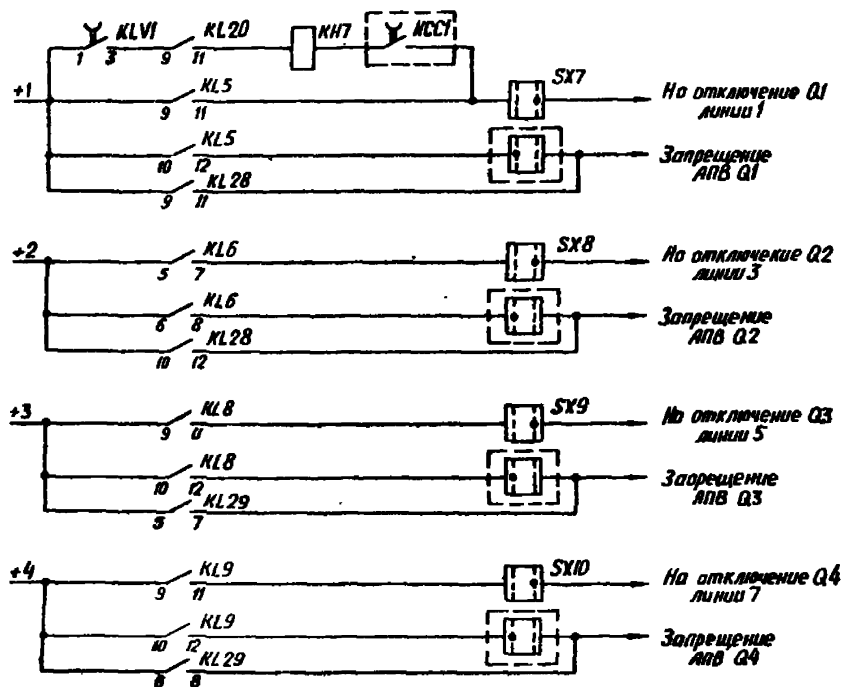 KLV1 KL20 KH7 KCC1
1 3 9 11
+1 KL5 SX7 На отключение Q1
9 11 линии 1
KL5 Запрещение
10 12 АПВ Q1
KL28
9 11
+2 KL6 SX8 На отключение Q2
5 7 линии 3
KL6 Запрещение
6 8 АПВ Q2
KL28
10 12
+3 KL8 SX9 На отключение Q3
9 11 линии 5
KL8 Запрещение
10 12 АПВ Q3
KL29
5 7
+4 KL9 SX10 На отключение Q4
9 11 линии 7
KL9 Запрещение
10 12 АПВ Q4
KL29
8